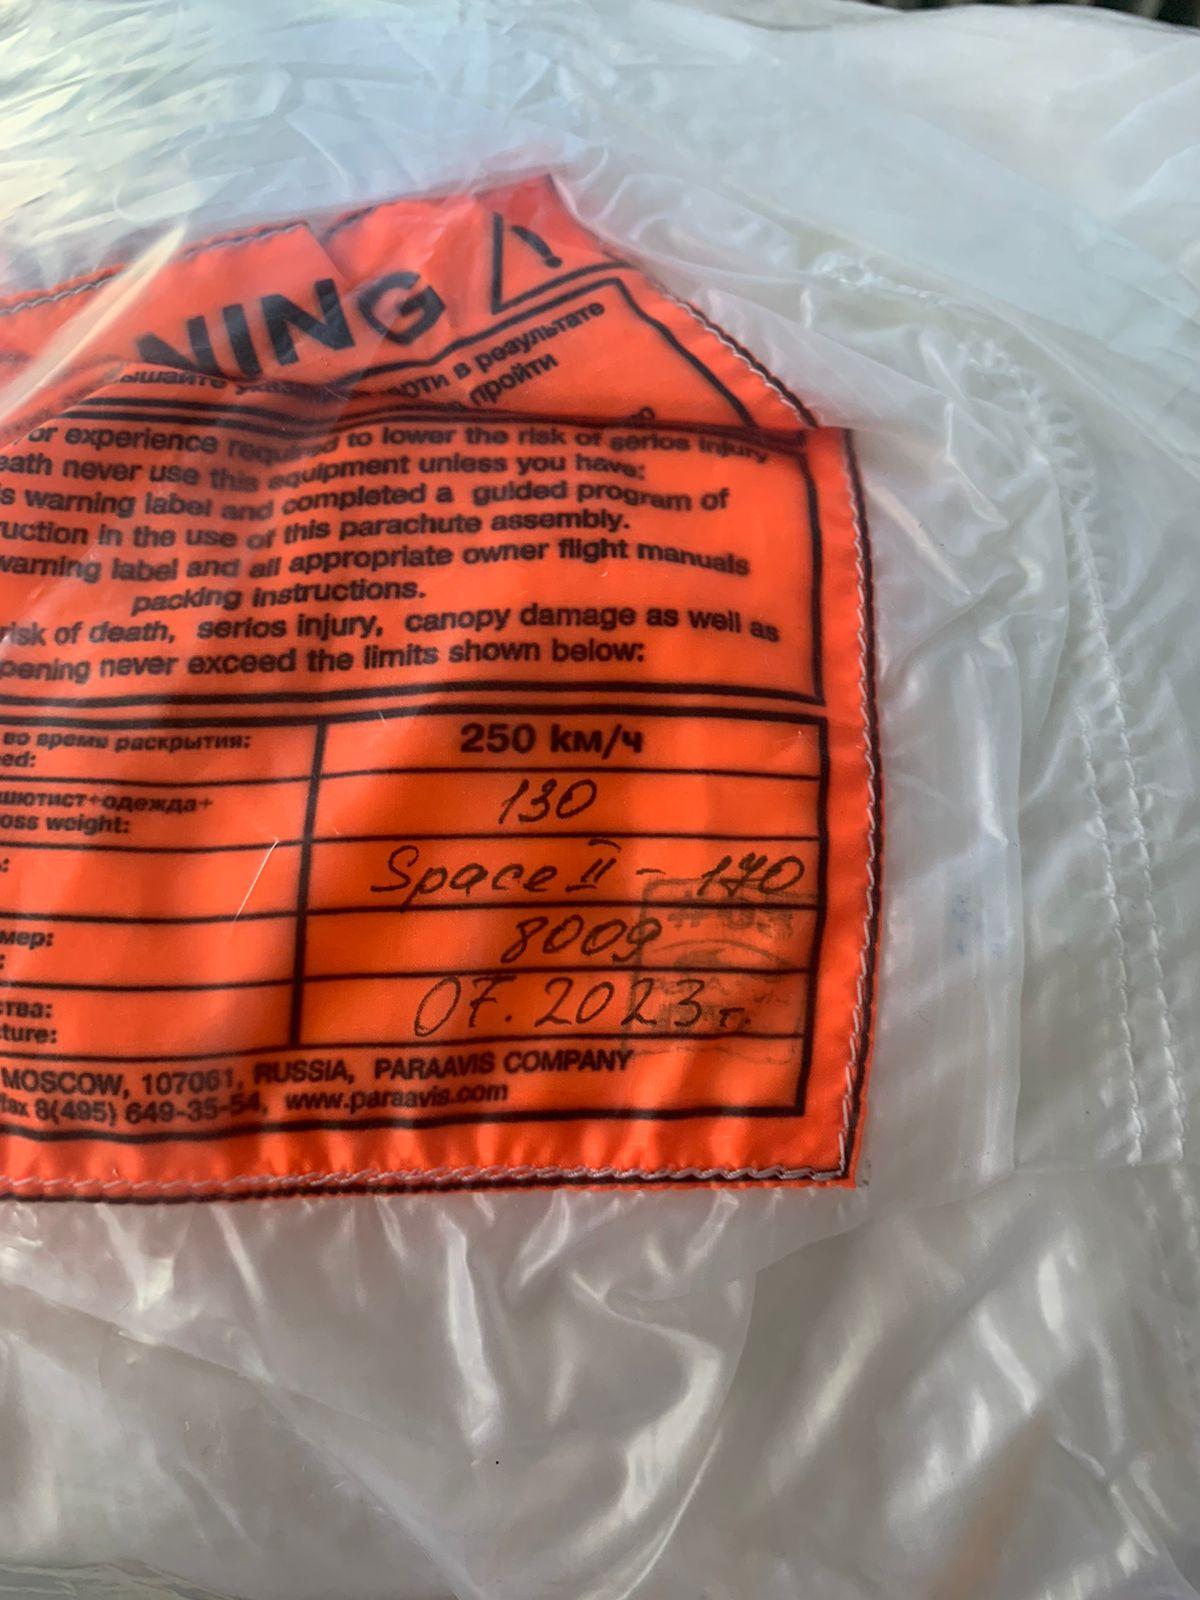 NING !
ышайте
рти в результате
пройти
or experience required to lower the risk of serios injury
eath never use this equipment unless you have:
s warning label and completed a guided program of
ruction in the use of this parachute assembly.
warning label and all appropriate owner flight manuals
packing instructions.
risk of death, serios injury, canopy damage as well as
pening never exceed the limits shown below:
во время раскрытия:
eed:
250 км/ч
шютист+одежда+
oss weight:
130
Space II - 170
мер:
8009
тва:
cture:
07.2023 г.
MOSCOW, 107061, RUSSIA, PARAAVIS COMPANY
fax 8(495) 649-35-54, www.paraavis.com